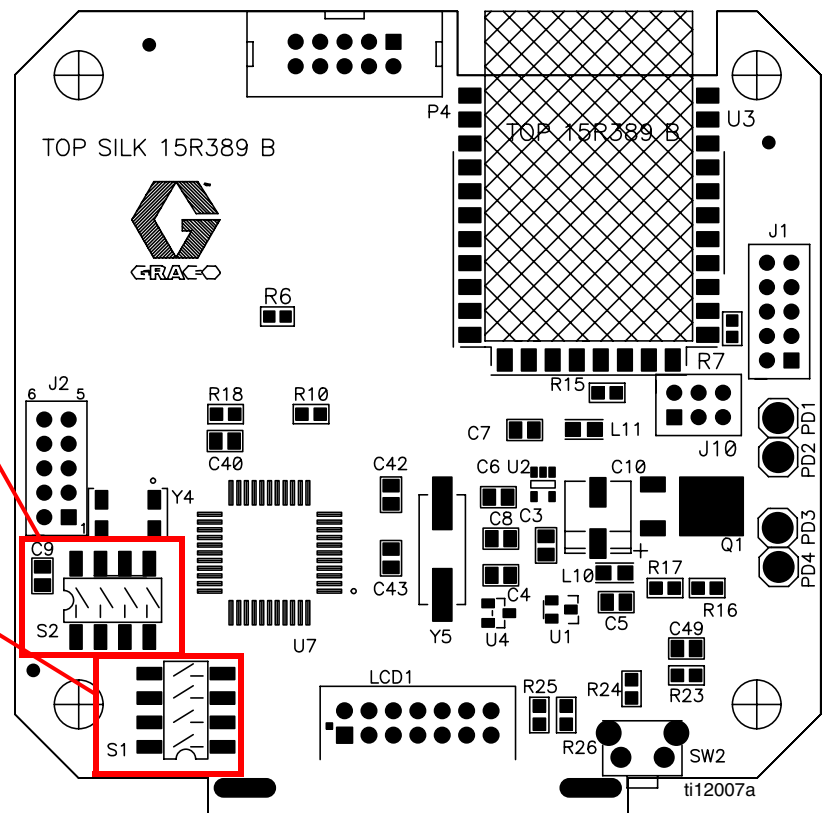 P4
TOP 15R389 B
U3
TOP SILK 15R389 B
GRACO
J1
R6
R7
J2
6 5
R18
R10
R15
J10
PD1
PD2
C40
C7
L11
C42
C6
U2
C10
Y4
1
C8
C3
+
Q1
PD3
PD4
C9
C43
L10
R17
C4
R16
S2
U7
Y5
U4
U1
C5
C49
LCD1
R25
R24
R23
S1
R26
SW2
ti12007a